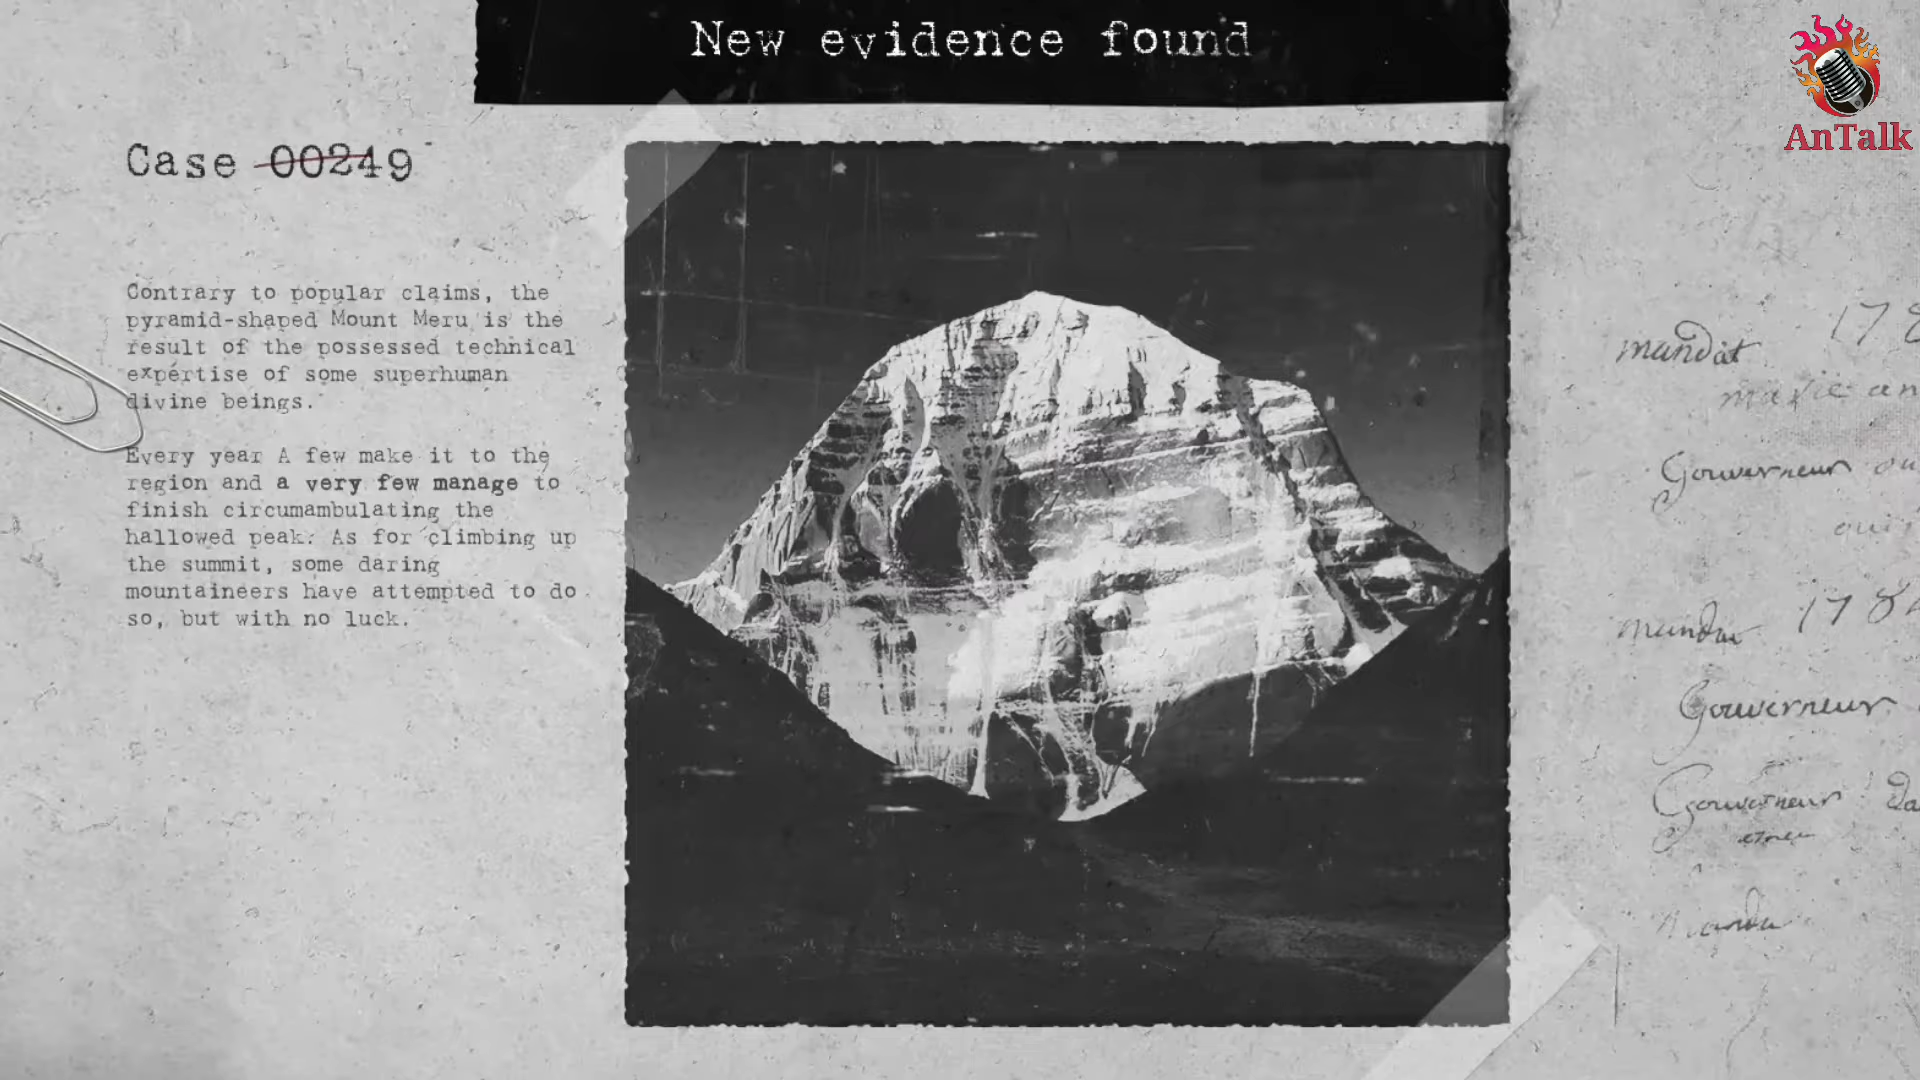 New evidence found
AnTalk
Case 00249
Contrary to popular claims, the
pyramid-shaped Mount Meru is the
result of the possessed technical
expertise of some superhuman
divine beings.
Every year A few make it to the
region and a very few manage to
finish circumambulating the
hallowed peak. As for climbing up
the summit, some daring
mountaineers have attempted to do
so, but with no luck.
mandat
Gouverneur
Gouverneur
Gouverneur